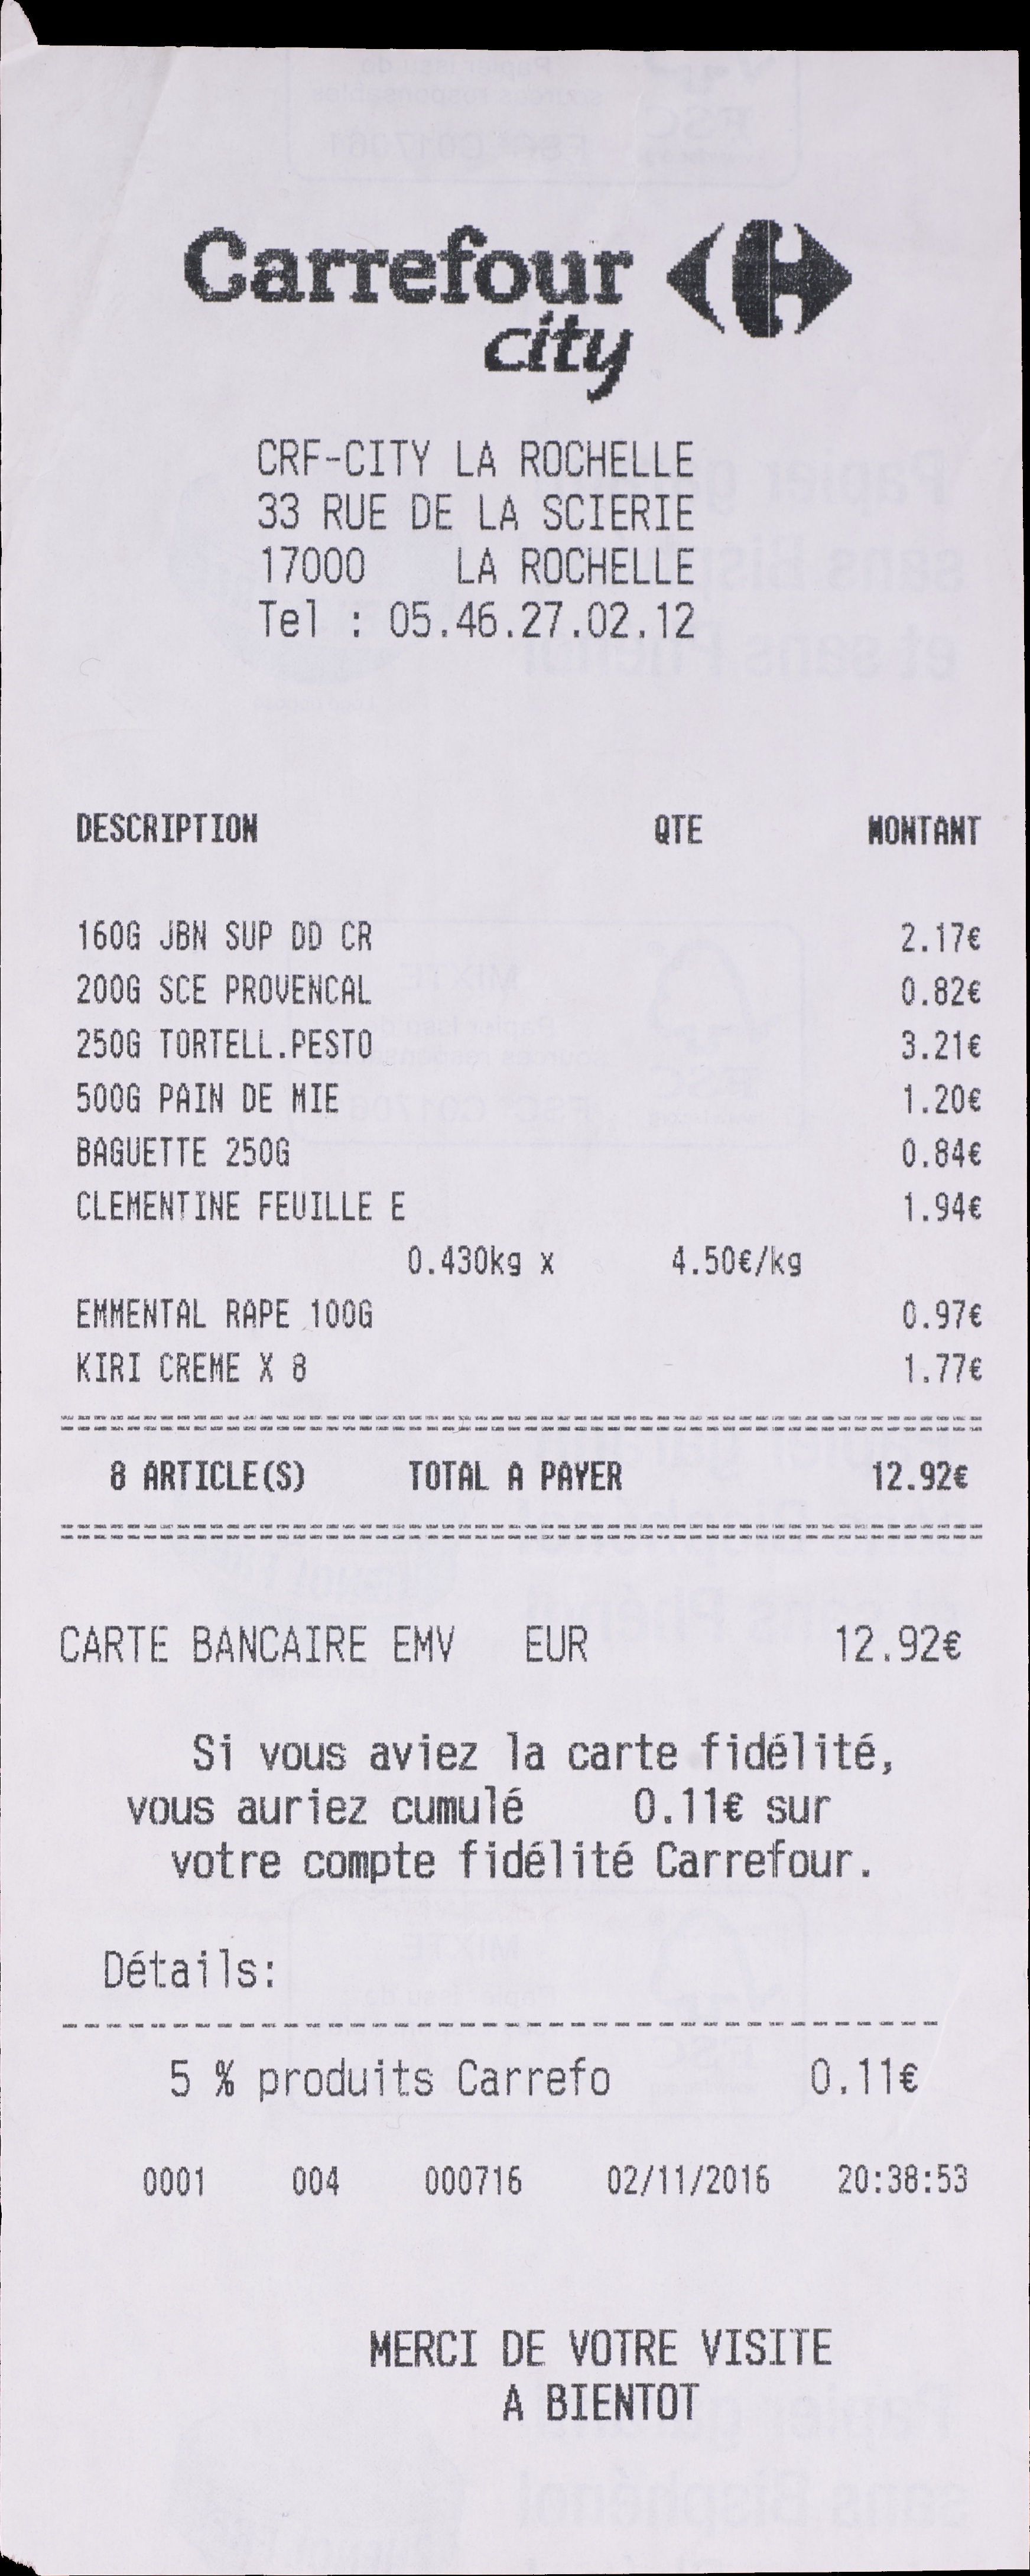 Carrefour
city
CRF-CITY LA ROCHELLE
33 RUE DE LA SCIERIE
17000 LA ROCHELLE
Tel : 05.46.27.02.12
DESCRIPTION QTE MONTANT
160G JBN SUP DD CR 2.17€
200G SCE PROVENCAL 0.82€
250G TORTELL.PESTO 3.21€
500G PAIN DE MIE 1.20€
BAGUETTE 250G 0.84€
CLEMENTINE FEUILLE E 1.94€
0.430kg x 4.50€/kg
EMMENTAL RAPE 100G 0.97€
KIRI CREME X 8 1.77€
8 ARTICLE(S) TOTAL A PAYER 12.92€
CARTE BANCAIRE EMV EUR 12.92€
Si vous aviez la carte fidélité,
vous auriez cumulé 0.11€ sur
votre compte fidélité Carrefour.
Détails:
5 % produits Carrefo 0.11€
0001 004 000716 02/11/2016 20:38:53
MERCI DE VOTRE VISITE
A BIENTOT